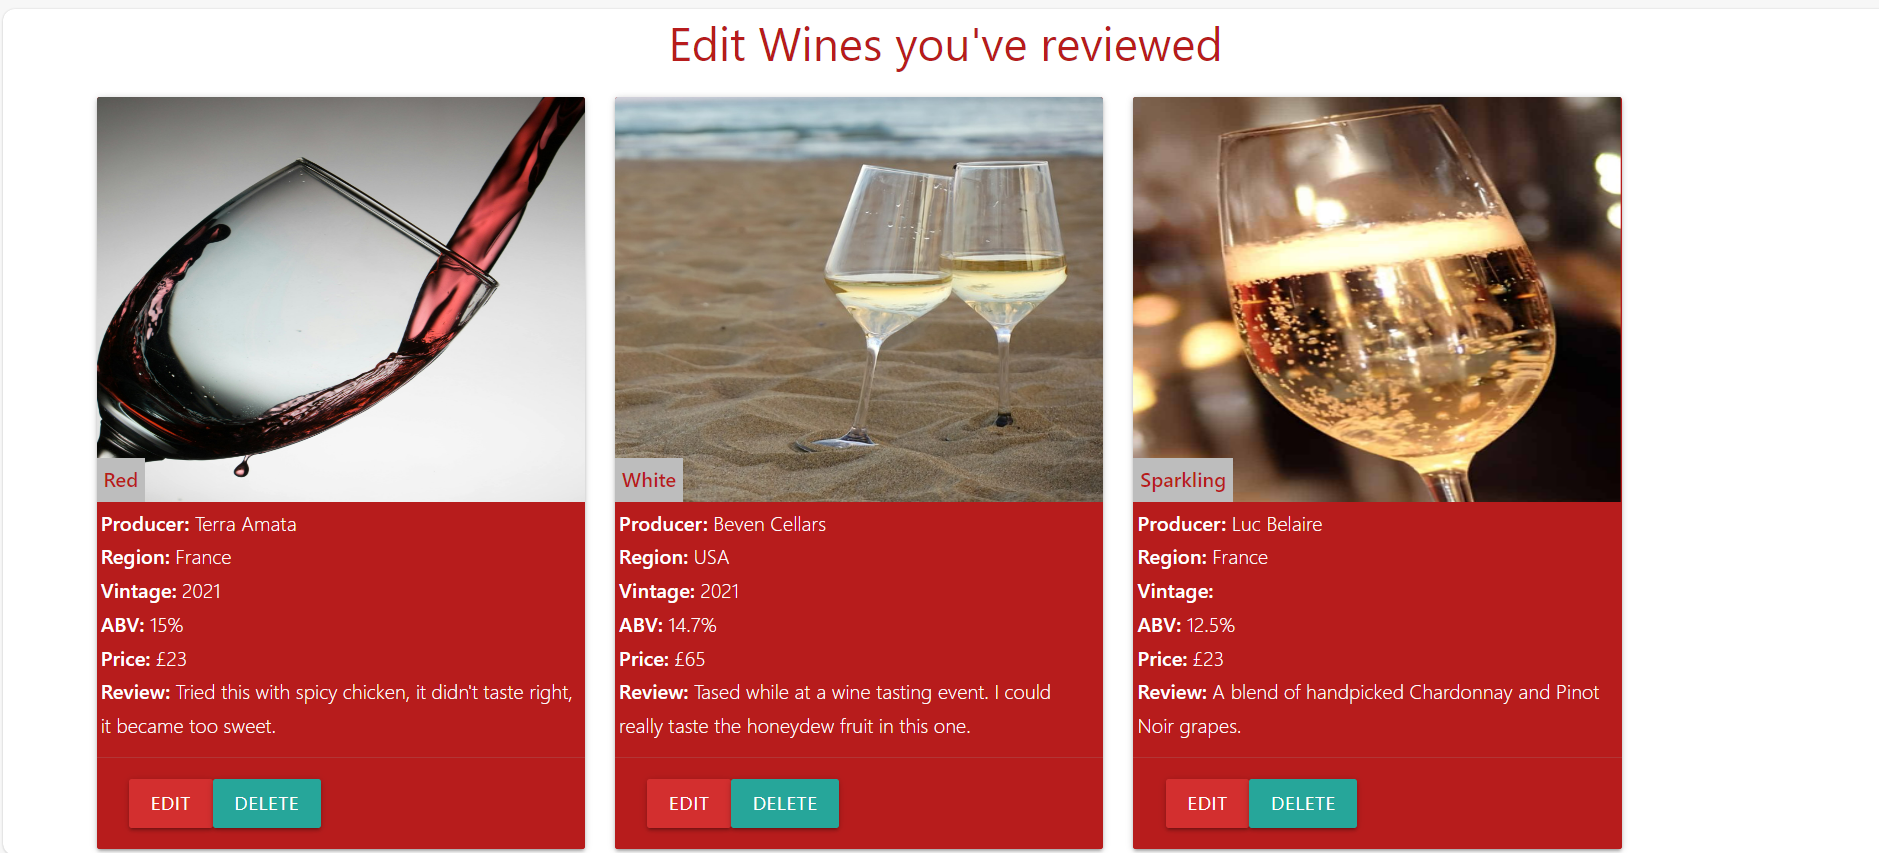 Edit Wines you've reviewed
Red
Producer: Terra Amata
Region: France
Vintage: 2021
ABV: 15%
Price: £23
Review: Tried this with spicy chicken, it didn't taste right,
it became too sweet.
EDIT DELETE
White
Producer: Beven Cellars
Region: USA
Vintage: 2021
ABV: 14.7%
Price: £65
Review: Tased while at a wine tasting event. I could
really taste the honeydew fruit in this one.
EDIT DELETE
Sparkling
Producer: Luc Belaire
Region: France
Vintage:
ABV: 12.5%
Price: £23
Review: A blend of handpicked Chardonnay and Pinot
Noir grapes.
EDIT DELETE